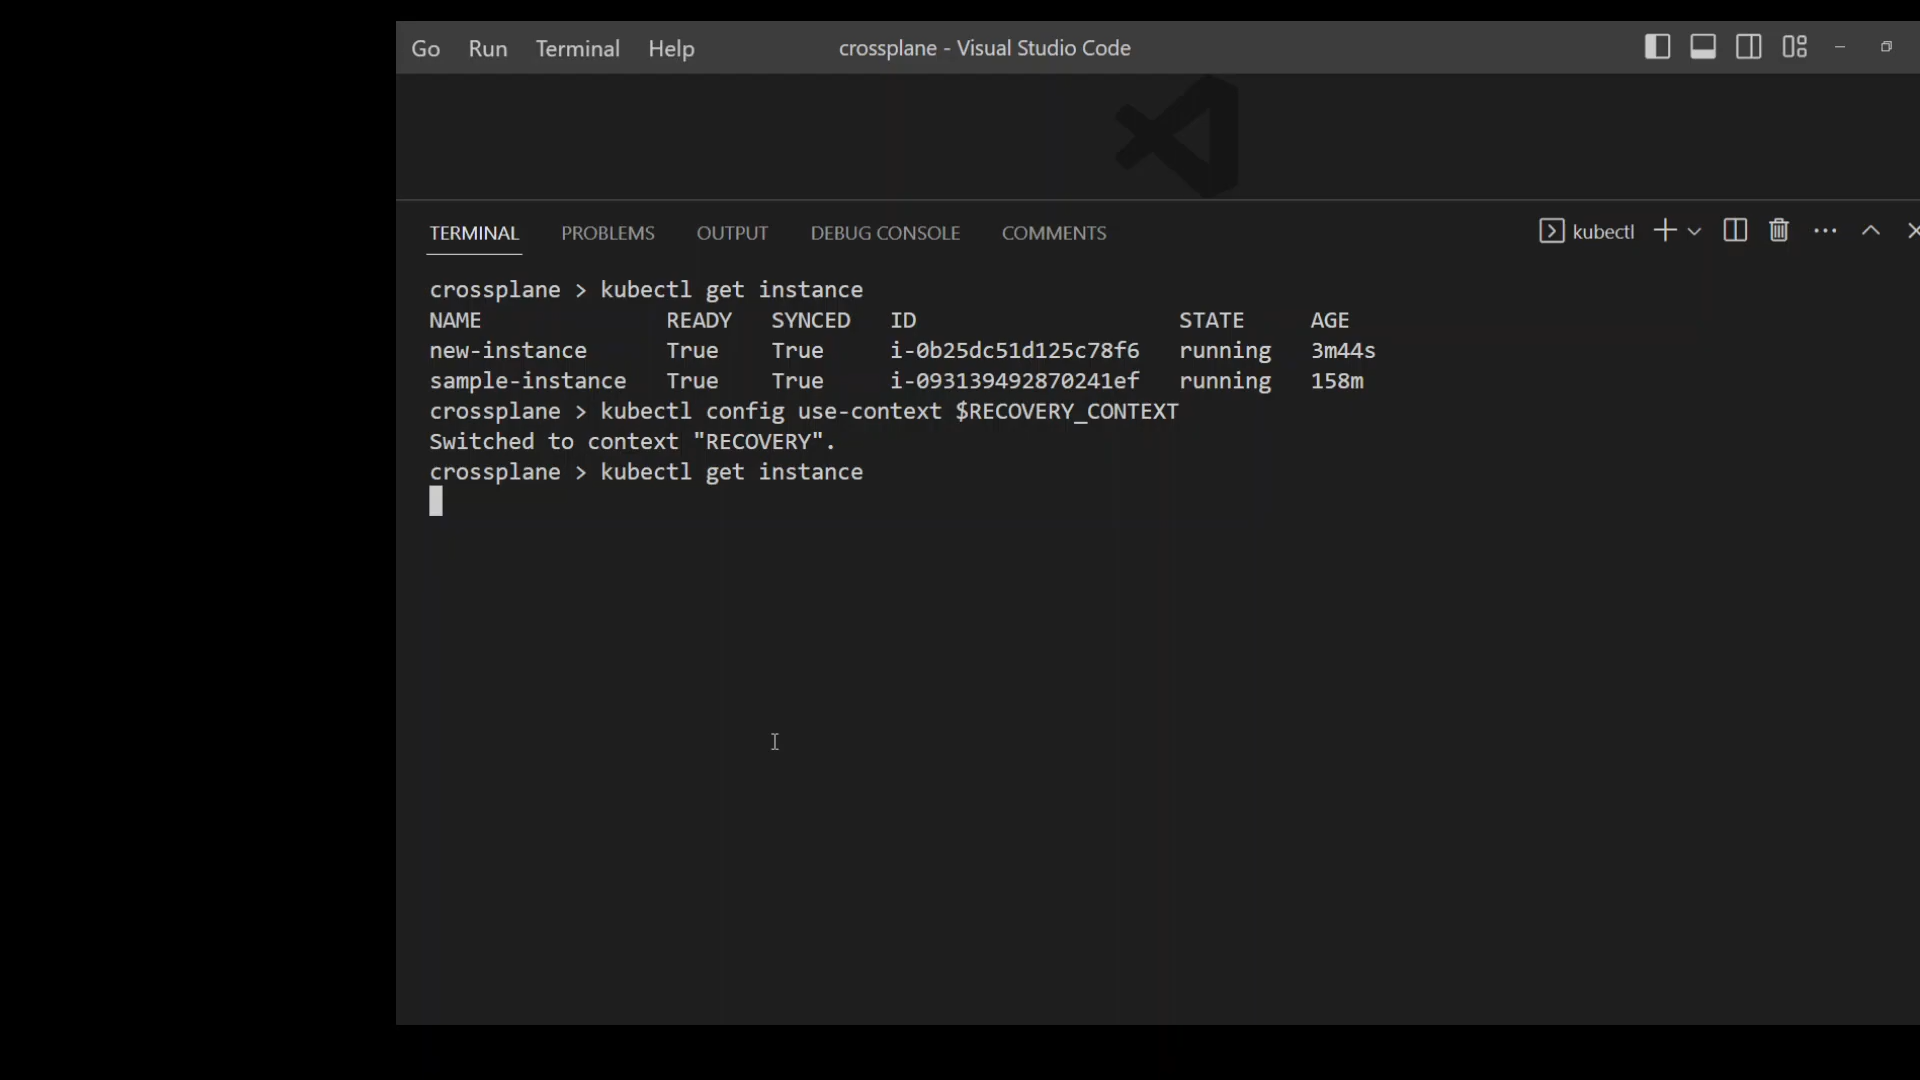 Go Run Terminal Help crossplane - Visual Studio Code
TERMINAL PROBLEMS OUTPUT DEBUG CONSOLE COMMENTS kubectl
crossplane > kubectl get instance
NAME READY SYNCED ID STATE AGE
new-instance True True i-0b25dc51d125c78f6 running 3m44s
sample-instance True True i-093139492870241ef running 158m
crossplane > kubectl config use-context $RECOVERY_CONTEXT
Switched to context "RECOVERY".
crossplane > kubectl get instance